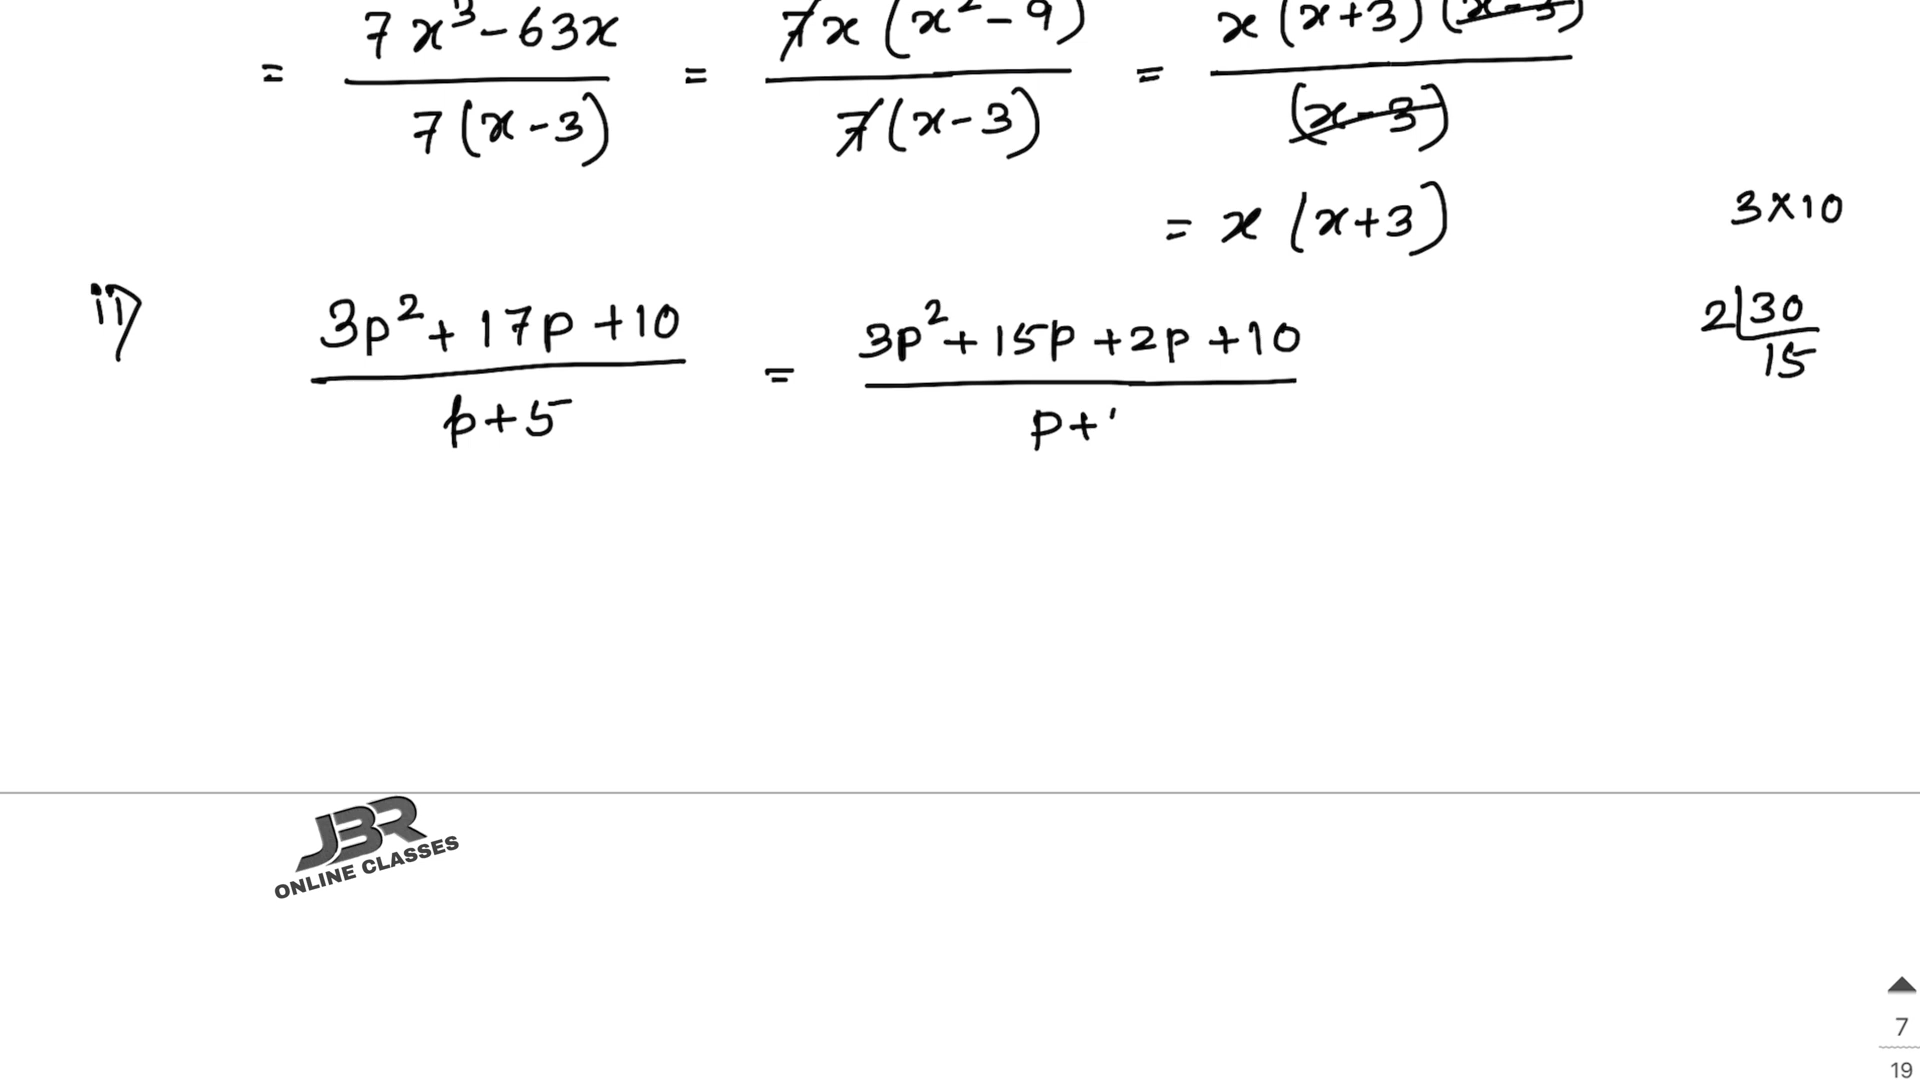 = 7x³-63x / 7(x-3) = 7x(x²-9) / 7(x-3) = x(x+3)(x-3) / (x-3)
= x(x+3)
3×10
ii) 3p²+17p+10 / p+5 = 3p²+15p+2p+10 / p+'
2|30
15
JBR
ONLINE CLASSES
7
19